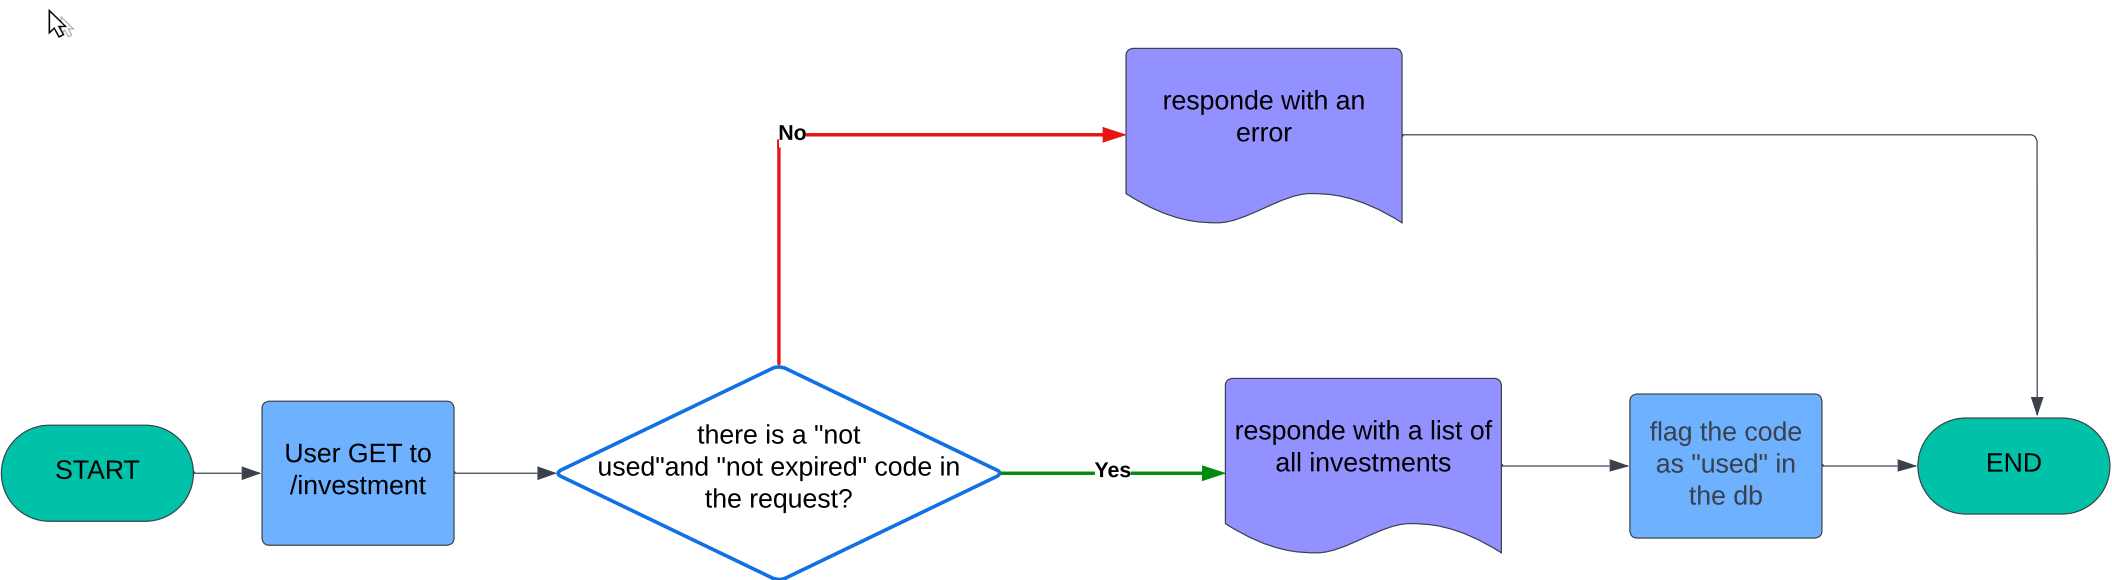 No
responde with an
error
START
User GET to
/investment
there is a "not
used"and "not expired" code in
the request?
Yes
responde with a list of
all investments
flag the code
as "used" in
the db
END